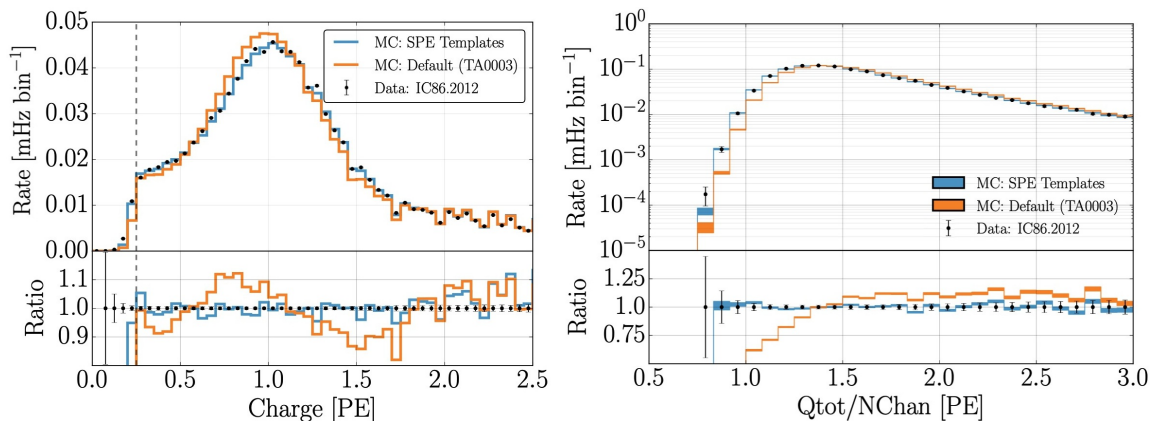 0.05
0.04
0.03
0.02
0.01
0.00
Rate [mHz bin⁻¹]
MC: SPE Templates
MC: Default (TA0003)
Data: IC86.2012
1.1
1.0
0.9
Ratio
0.0 0.5 1.0 1.5 2.0 2.5
Charge [PE]
10⁰
10⁻¹
10⁻²
10⁻³
10⁻⁴
10⁻⁵
Rate [mHz bin⁻¹]
MC: SPE Templates
MC: Default (TA0003)
Data: IC86.2012
1.25
1.0
0.75
Ratio
0.5 1.0 1.5 2.0 2.5 3.0
Qtot/NChan [PE]